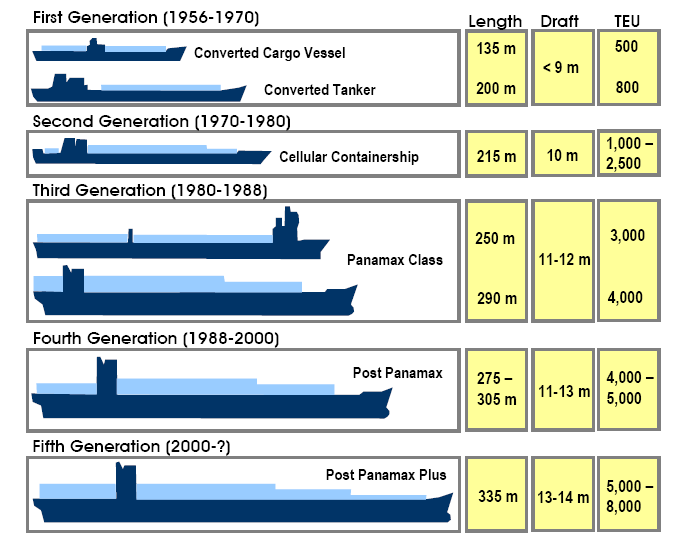 First Generation (1956-1970) Length Draft TEU
Converted Cargo Vessel 135 m 500
< 9 m
Converted Tanker 200 m 800
Second Generation (1970-1980)
Cellular Containership 215 m 10 m 1,000 –
2,500
Third Generation (1980-1988)
250 m 3,000
Panamax Class 11-12 m
290 m 4,000
Fourth Generation (1988-2000)
Post Panamax 275 – 11-13 m 4,000 –
305 m 5,000
Fifth Generation (2000-?)
Post Panamax Plus 335 m 13-14 m 5,000 –
8,000